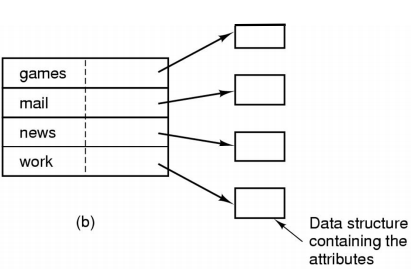 games
mail
news
work
(b)
Data structure
containing the
attributes